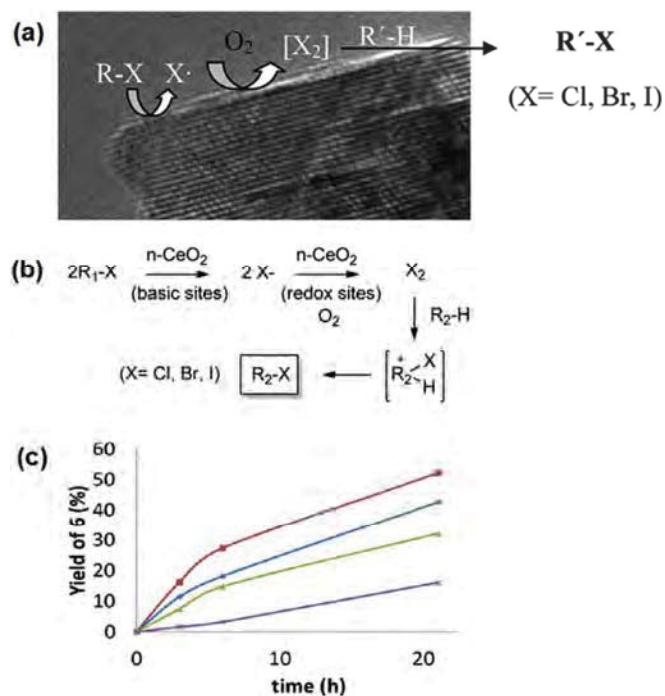 (a)
R-X X· O₂ [X₂] R´-H R´-X
(X= Cl, Br, I)
(b)
2R₁-X n-CeO₂ (basic sites) 2 X- n-CeO₂ (redox sites) O₂ X₂
R₂-H
(X= Cl, Br, I) R₂-X [ + R₂ X H ]
(c)
Yield of 6 (%)
60
50
40
30
20
10
0
0 10 20
time (h)